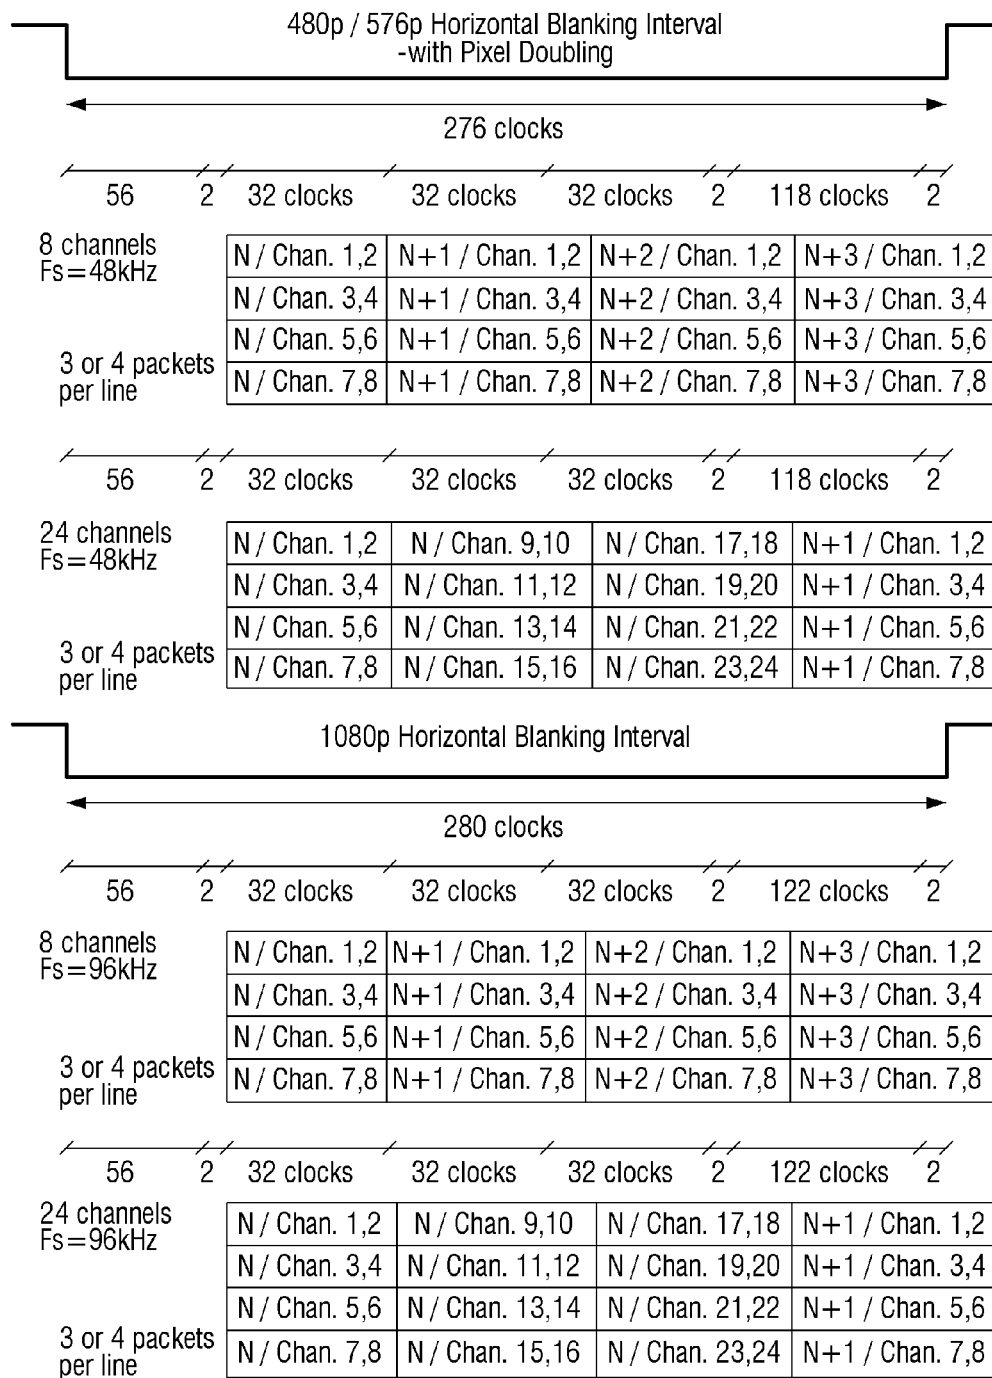 480p / 576p Horizontal Blanking Interval
-with Pixel Doubling
276 clocks
56 2 32 clocks 32 clocks 32 clocks 2 118 clocks 2
8 channels
Fs=48kHz
3 or 4 packets
per line
N / Chan. 1,2 N+1 / Chan. 1,2 N+2 / Chan. 1,2 N+3 / Chan. 1,2
N / Chan. 3,4 N+1 / Chan. 3,4 N+2 / Chan. 3,4 N+3 / Chan. 3,4
N / Chan. 5,6 N+1 / Chan. 5,6 N+2 / Chan. 5,6 N+3 / Chan. 5,6
N / Chan. 7,8 N+1 / Chan. 7,8 N+2 / Chan. 7,8 N+3 / Chan. 7,8
56 2 32 clocks 32 clocks 32 clocks 2 118 clocks 2
24 channels
Fs=48kHz
3 or 4 packets
per line
N / Chan. 1,2 N / Chan. 9,10 N / Chan. 17,18 N+1 / Chan. 1,2
N / Chan. 3,4 N / Chan. 11,12 N / Chan. 19,20 N+1 / Chan. 3,4
N / Chan. 5,6 N / Chan. 13,14 N / Chan. 21,22 N+1 / Chan. 5,6
N / Chan. 7,8 N / Chan. 15,16 N / Chan. 23,24 N+1 / Chan. 7,8
1080p Horizontal Blanking Interval
280 clocks
56 2 32 clocks 32 clocks 32 clocks 2 122 clocks 2
8 channels
Fs=96kHz
3 or 4 packets
per line
N / Chan. 1,2 N+1 / Chan. 1,2 N+2 / Chan. 1,2 N+3 / Chan. 1,2
N / Chan. 3,4 N+1 / Chan. 3,4 N+2 / Chan. 3,4 N+3 / Chan. 3,4
N / Chan. 5,6 N+1 / Chan. 5,6 N+2 / Chan. 5,6 N+3 / Chan. 5,6
N / Chan. 7,8 N+1 / Chan. 7,8 N+2 / Chan. 7,8 N+3 / Chan. 7,8
56 2 32 clocks 32 clocks 32 clocks 2 122 clocks 2
24 channels
Fs=96kHz
3 or 4 packets
per line
N / Chan. 1,2 N / Chan. 9,10 N / Chan. 17,18 N+1 / Chan. 1,2
N / Chan. 3,4 N / Chan. 11,12 N / Chan. 19,20 N+1 / Chan. 3,4
N / Chan. 5,6 N / Chan. 13,14 N / Chan. 21,22 N+1 / Chan. 5,6
N / Chan. 7,8 N / Chan. 15,16 N / Chan. 23,24 N+1 / Chan. 7,8